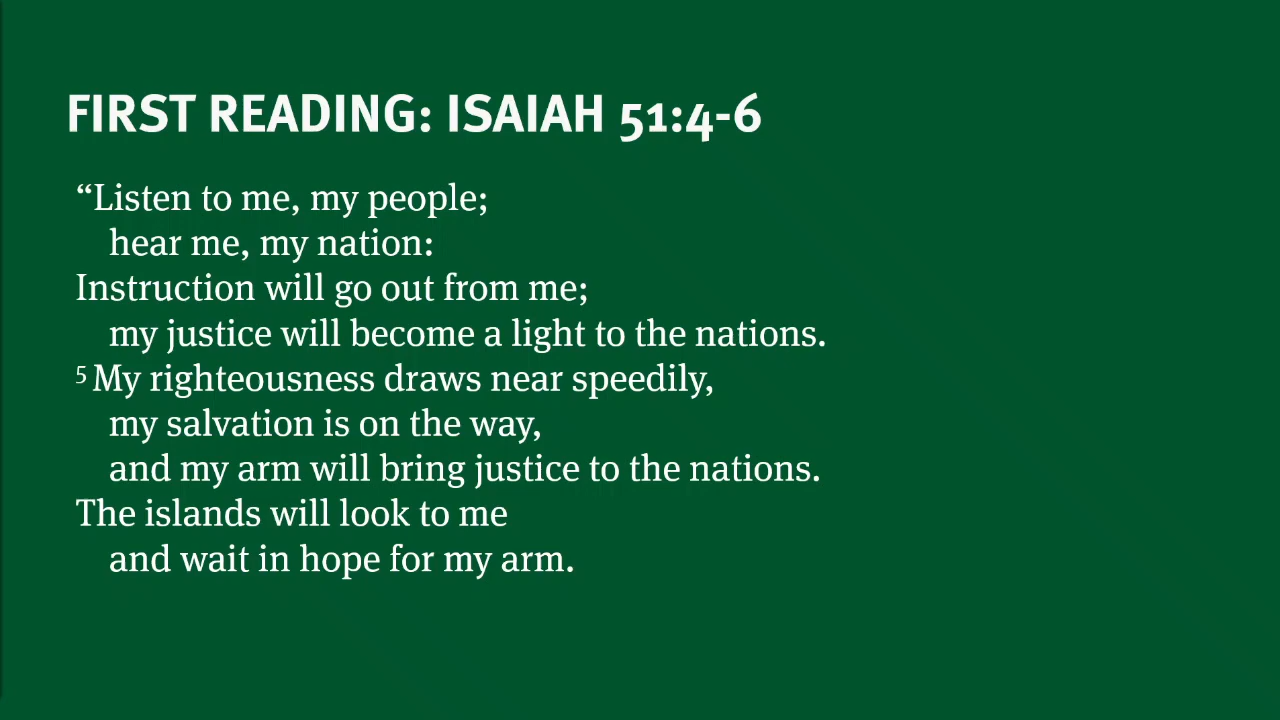 FIRST READING: ISAIAH 51:4-6
“Listen to me, my people;
hear me, my nation:
Instruction will go out from me;
my justice will become a light to the nations.
5 My righteousness draws near speedily,
my salvation is on the way,
and my arm will bring justice to the nations.
The islands will look to me
and wait in hope for my arm.